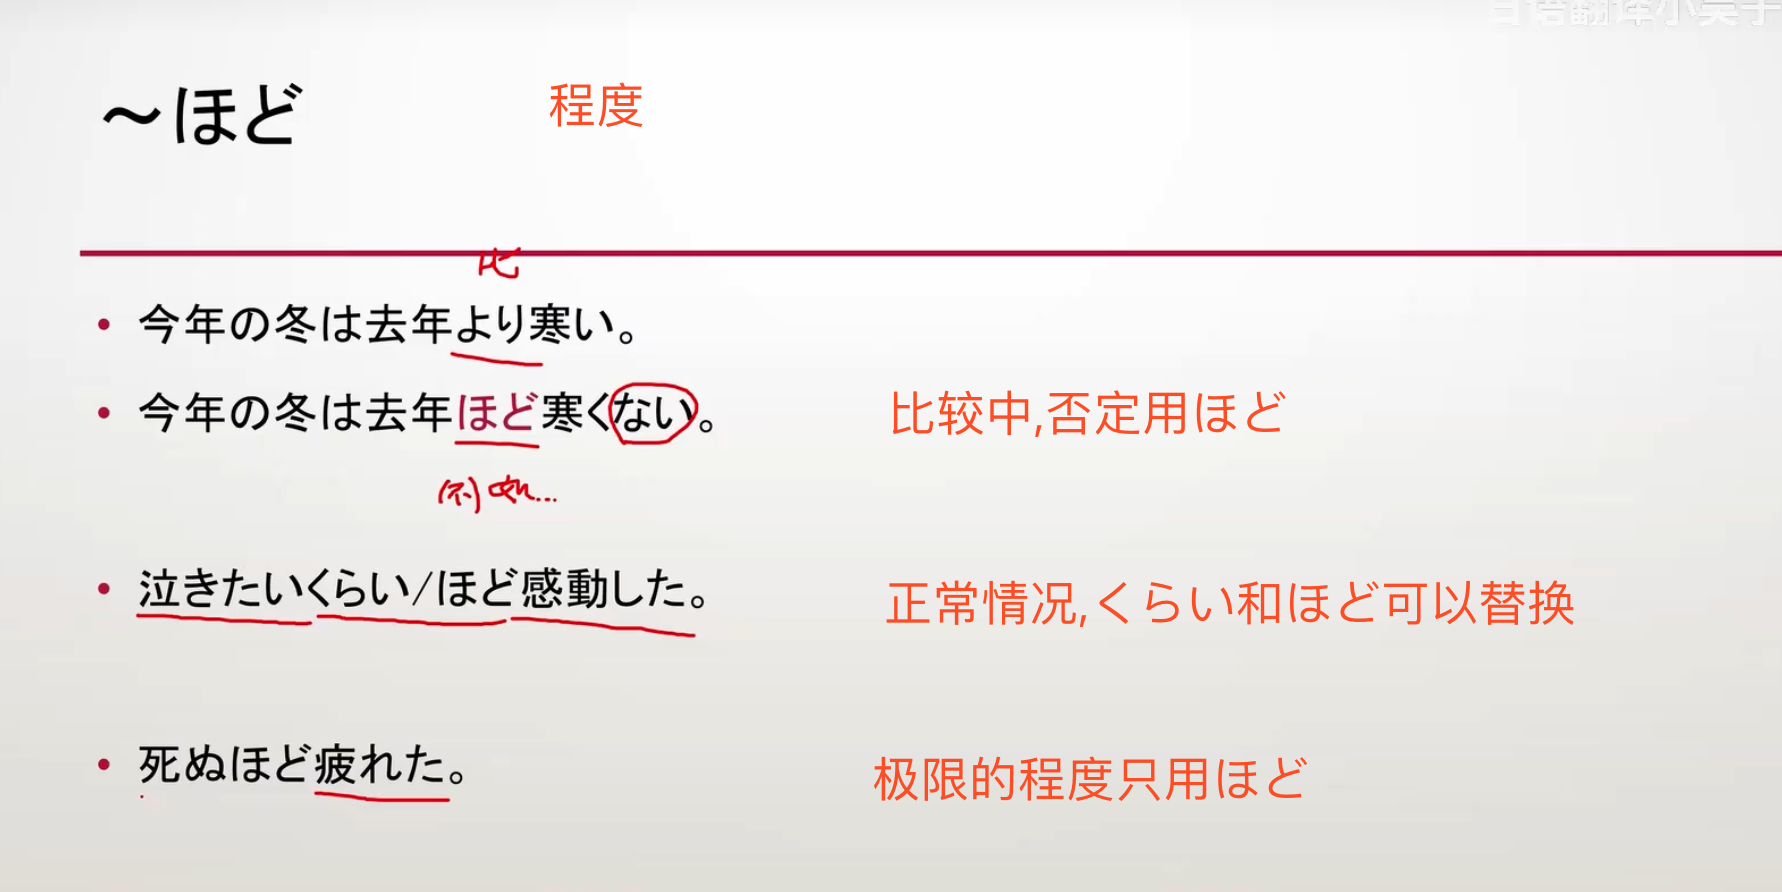 日语翻译小吴于
～ほど
程度
比
• 今年の冬は去年より寒い。
• 今年の冬は去年ほど寒くない。
比较中,否定用ほど
(不)如...
• 泣きたいくらい/ほど感動した。
正常情况,くらい和ほど可以替换
• 死ぬほど疲れた。
极限的程度只用ほど